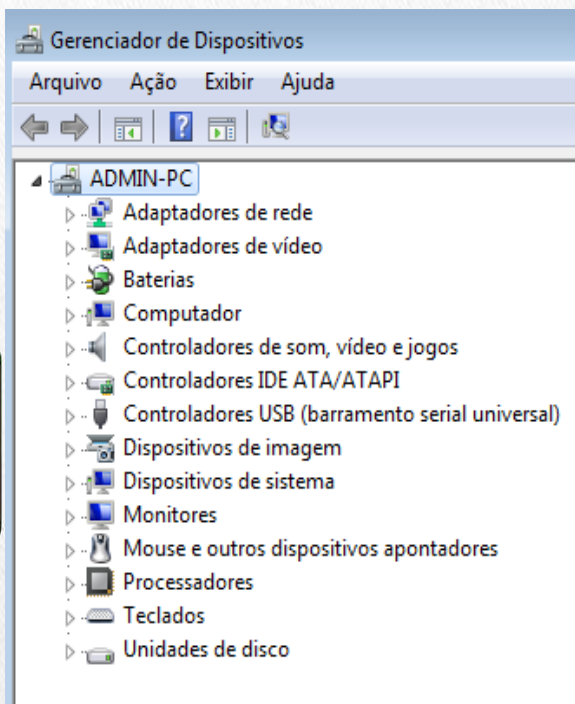 Gerenciador de Dispositivos
Arquivo Ação Exibir Ajuda
ADMIN-PC
Adaptadores de rede
Adaptadores de vídeo
Baterias
Computador
Controladores de som, vídeo e jogos
Controladores IDE ATA/ATAPI
Controladores USB (barramento serial universal)
Dispositivos de imagem
Dispositivos de sistema
Monitores
Mouse e outros dispositivos apontadores
Processadores
Teclados
Unidades de disco